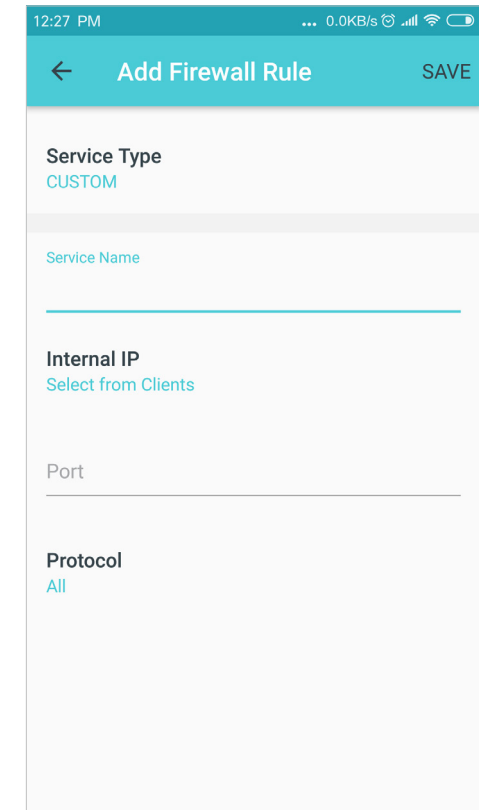 12:27 PM ... 0.0KB/s
Add Firewall Rule SAVE
Service Type
CUSTOM
Service Name
Internal IP
Select from Clients
Port
Protocol
All